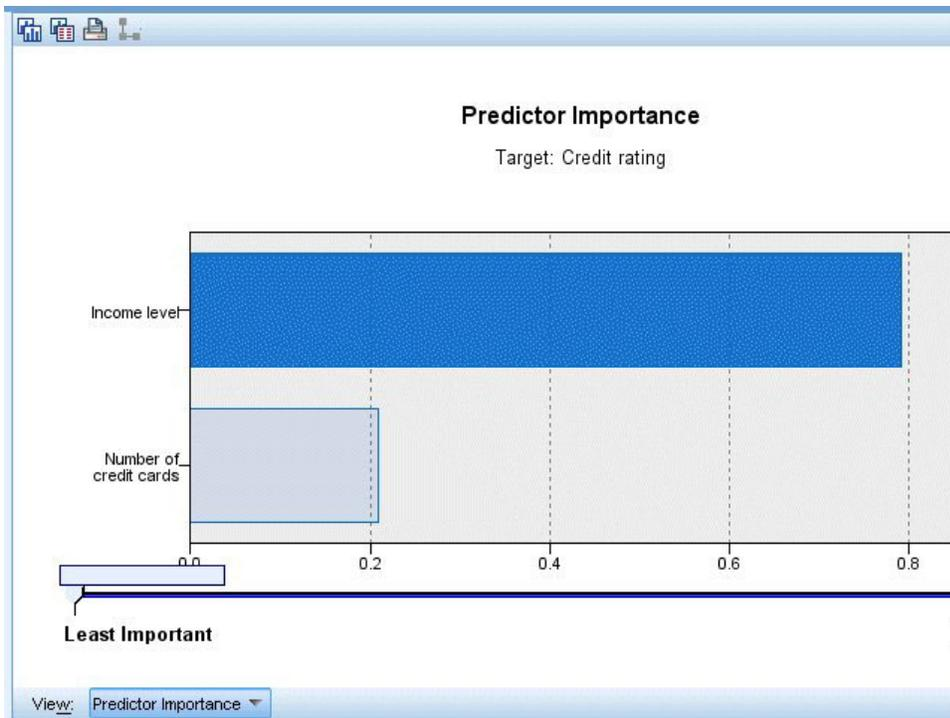 Predictor Importance
Target: Credit rating
Income level
Number of
credit cards
0.0 0.2 0.4 0.6 0.8
Least Important
View: Predictor Importance